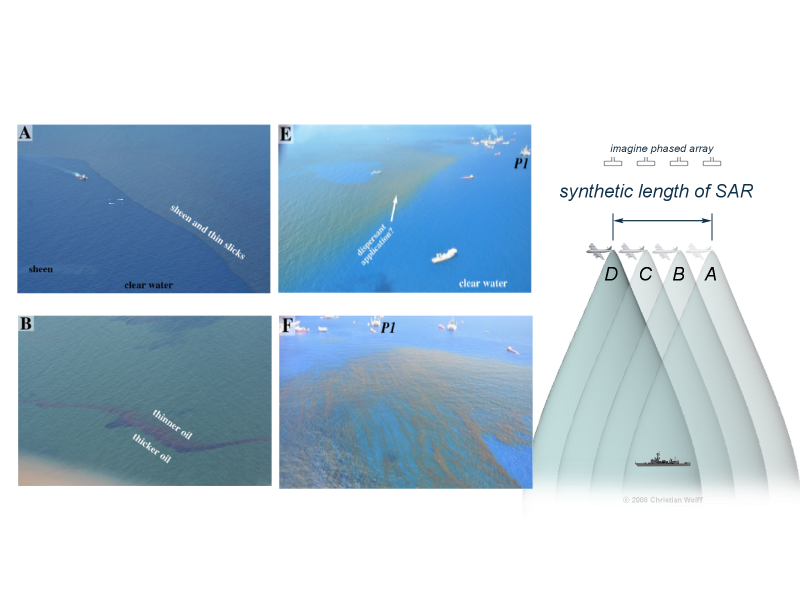 A
sheen and thin slicks
sheen
clear water
E
P1
dispersant
application?
clear water
B
thinner oil
thicker oil
F
P1
imagine phased array
synthetic length of SAR
D C B A
© 2008 Christian Wolff